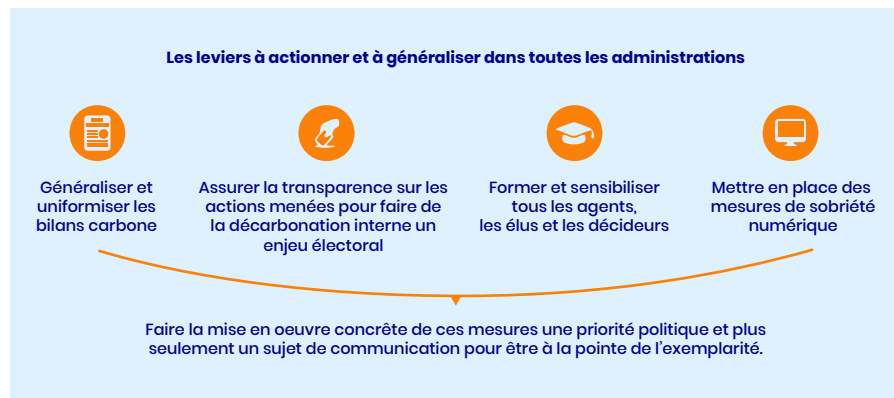 Les leviers à actionner et à généraliser dans toutes les administrations
Généraliser et
uniformiser les
bilans carbone
Assurer la transparence sur les
actions menées pour faire de
la décarbonation interne un
enjeu électoral
Former et sensibiliser
tous les agents,
les élus et les décideurs
Mettre en place des
mesures de sobriété
numérique
Faire la mise en oeuvre concrète de ces mesures une priorité politique et plus
seulement un sujet de communication pour être à la pointe de l’exemplarité.